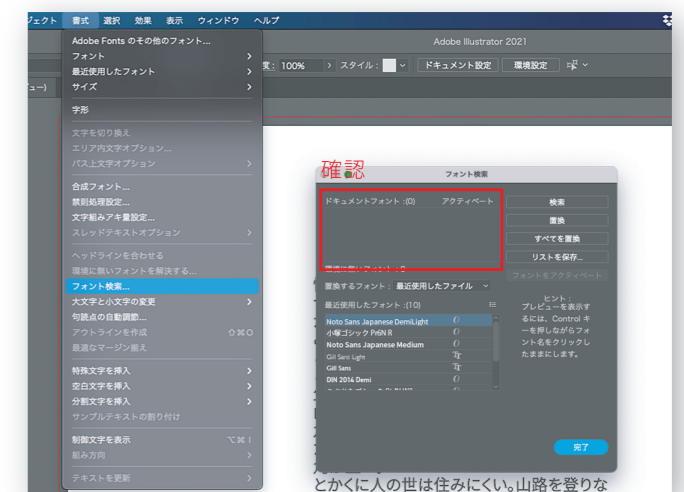 ジェクト 書式 選択 効果 表示 ウィンドウ ヘルプ
Adobe Illustrator 2021
Adobe Fonts のその他のフォント...
フォント
最近使用したフォント
サイズ
字形
文字を切り換え
エリア内文字オプション...
パス上文字オプション
合成フォント...
禁則処理設定...
文字組みアキ量設定...
スレッドテキストオプション
ヘッドラインを合わせる
環境に無いフォントを解決する...
フォント検索...
大文字と小文字の変更
句読点の自動調節...
アウトラインを作成 ⇧⌘O
最適なマージン揃え
特殊文字を挿入
空白文字を挿入
分割文字を挿入
サンプルテキストの割り付け
制御文字を表示 ⌥⌘I
組み方向
テキストを更新
度: 100% スタイル: ドキュメント設定 環境設定
ュー)
確認
フォント検索
ドキュメントフォント :(0) アクティベート
環境に無いフォント : 0
置換するフォント: 最近使用したファイル
最近使用したフォント :(10)
Noto Sans Japanese DemiLight
小塚ゴシック Pr6N R
Noto Sans Japanese Medium
Gill Sans Light
Gill Sans
DIN 2014 Demi
検索
置換
すべてを置換
リストを保存...
フォントをアクティベート
ヒント:
プレビューを表示す
るには、Control キ
ーを押しながらフォ
ント名をクリックし
たままにします。
完了
とかくに人の世は住みにくい。山路を登りな